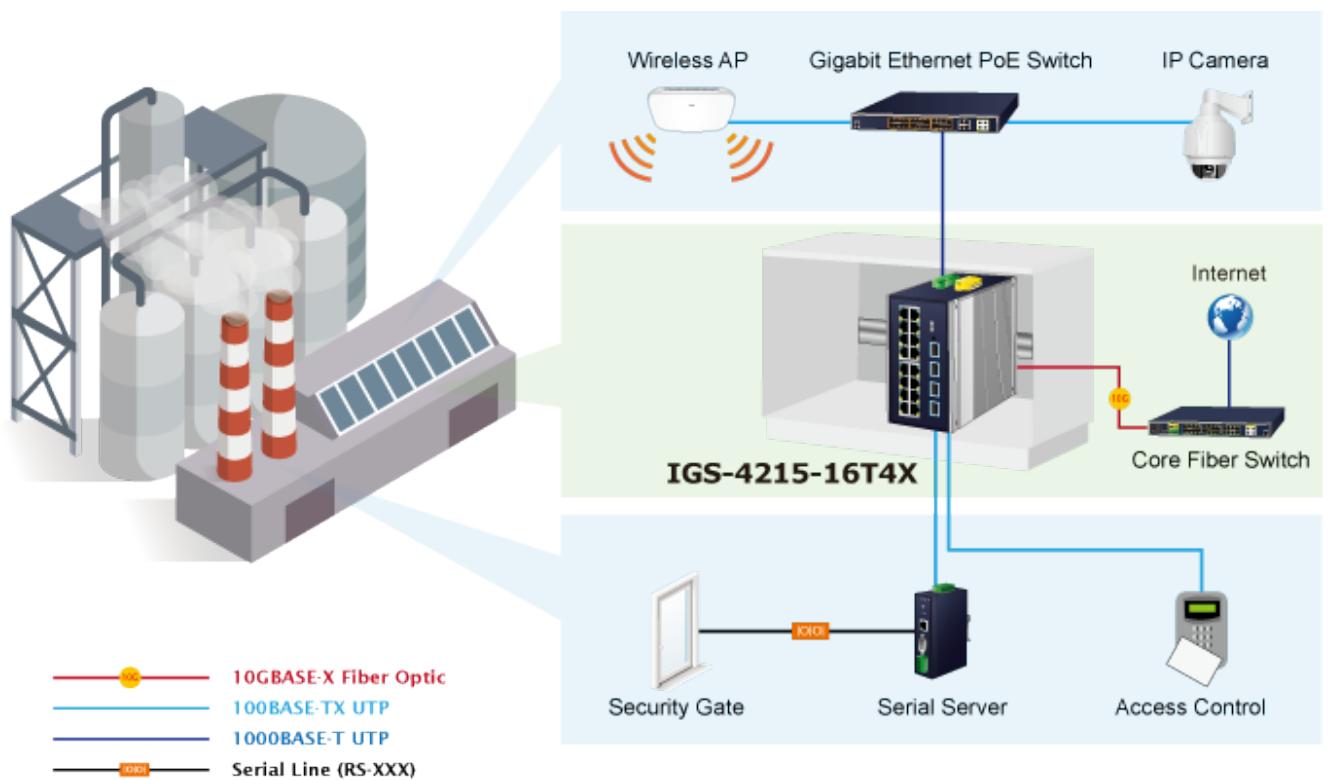 Wireless AP
Gigabit Ethernet PoE Switch
IP Camera
Internet
10G
Core Fiber Switch
IGS-4215-16T4X
Security Gate
Serial Server
Access Control
10G
10GBASE-X Fiber Optic
100BASE-TX UTP
1000BASE-T UTP
Serial Line (RS-XXX)